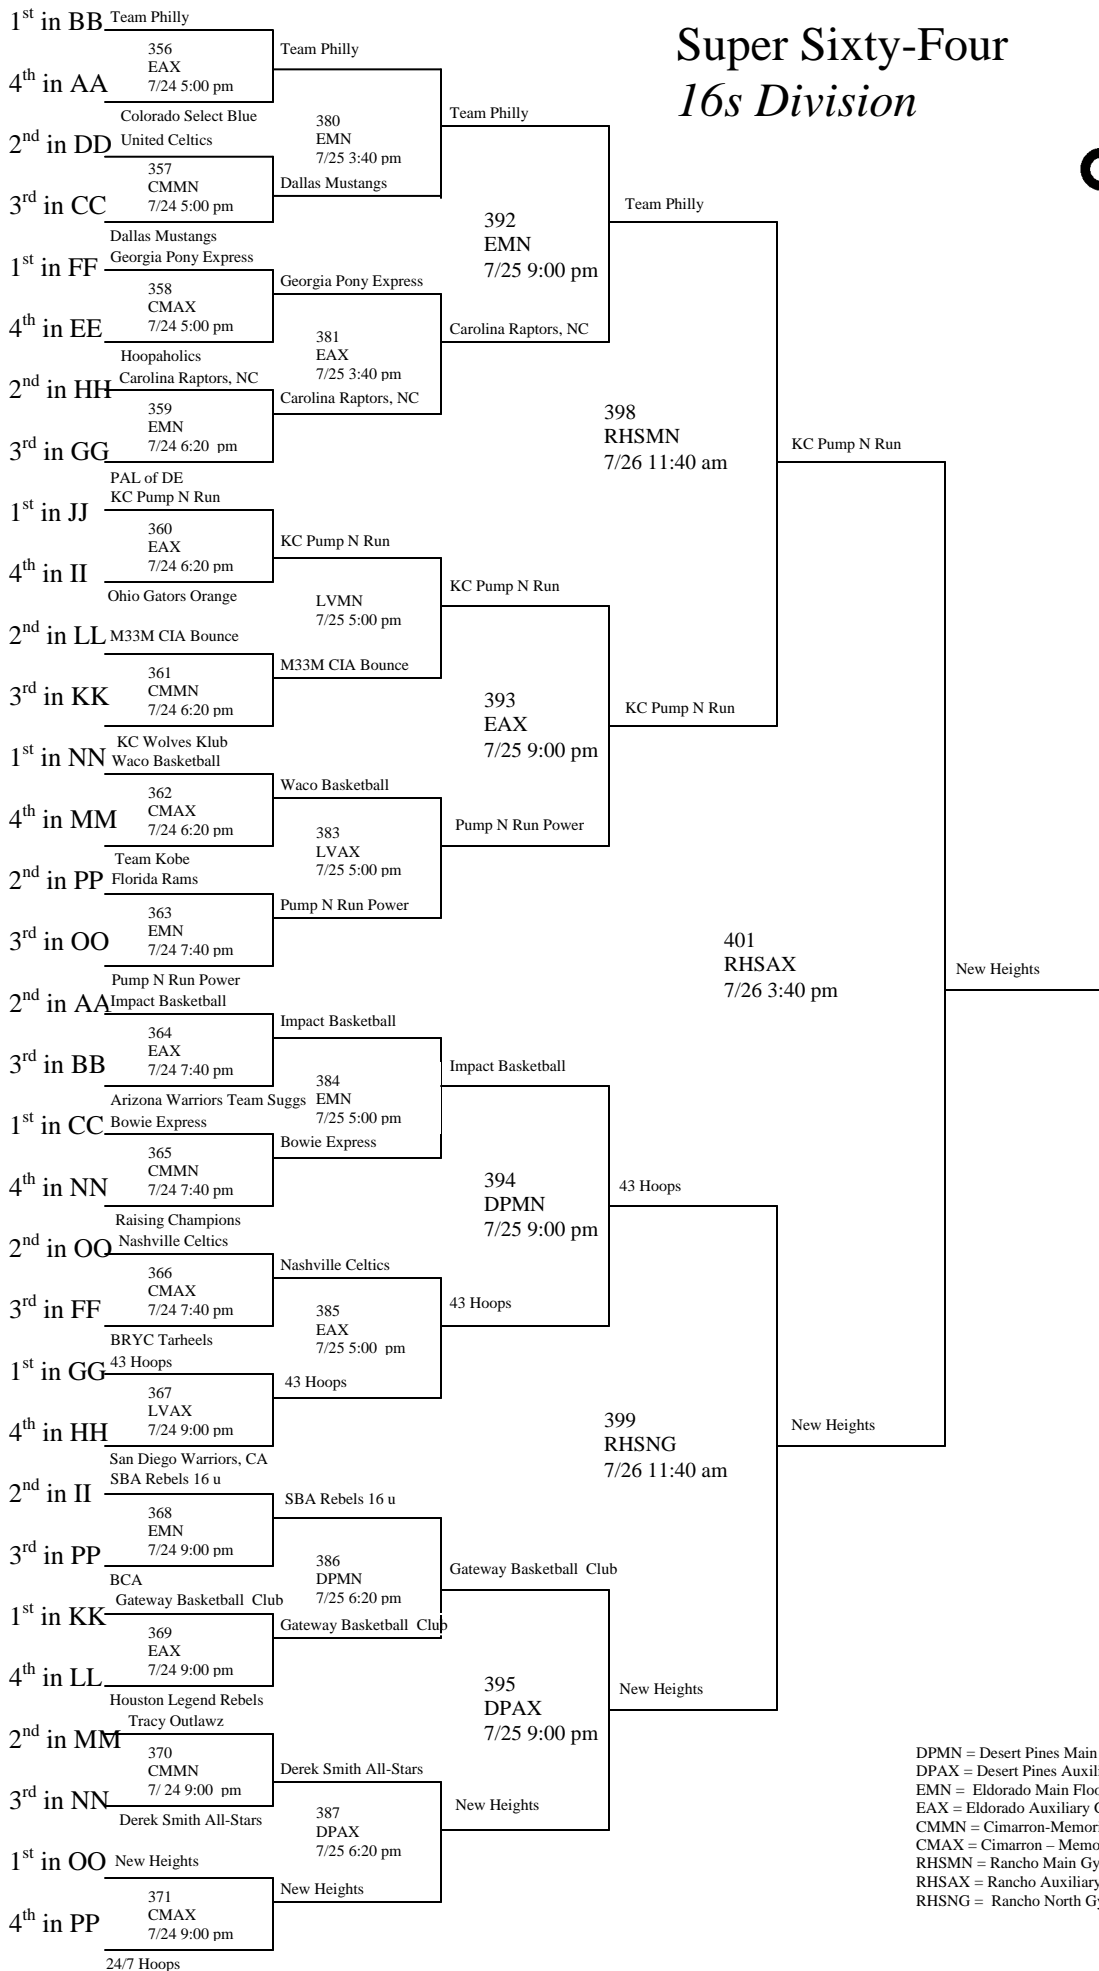 Super Sixty-Four
16s Division
1st in BB
Team Philly
356
EAX
7/24 5:00 pm
4th in AA
Colorado Select Blue
2nd in DD
United Celtics
357
CMMN
7/24 5:00 pm
3rd in CC
Dallas Mustangs
1st in FF
Georgia Pony Express
358
CMAX
7/24 5:00 pm
4th in EE
Hoopaholics
2nd in HH
Carolina Raptors, NC
359
EMN
7/24 6:20 pm
3rd in GG
PAL of DE
1st in JJ
KC Pump N Run
360
EAX
7/24 6:20 pm
4th in II
Ohio Gators Orange
2nd in LL
M33M CIA Bounce
361
CMMN
7/24 6:20 pm
3rd in KK
KC Wolves Klub
1st in NN
Waco Basketball
362
CMAX
7/24 6:20 pm
4th in MM
Team Kobe
2nd in PP
Florida Rams
363
EMN
7/24 7:40 pm
3rd in OO
Pump N Run Power
2nd in AA
Impact Basketball
364
EAX
7/24 7:40 pm
3rd in BB
Arizona Warriors Team Suggs
1st in CC
Bowie Express
365
CMMN
7/24 7:40 pm
4th in NN
Raising Champions
2nd in OO
Nashville Celtics
366
CMAX
7/24 7:40 pm
3rd in FF
BRYC Tarheels
1st in GG
43 Hoops
367
LVAX
7/24 9:00 pm
4th in HH
San Diego Warriors, CA
2nd in II
SBA Rebels 16 u
368
EMN
7/24 9:00 pm
3rd in PP
BCA
1st in KK
Gateway Basketball Club
369
EAX
7/24 9:00 pm
4th in LL
Houston Legend Rebels
2nd in MM
Tracy Outlawz
370
CMMN
7/ 24 9:00 pm
3rd in NN
Derek Smith All-Stars
1st in OO
New Heights
371
CMAX
7/24 9:00 pm
4th in PP
24/7 Hoops
Team Philly
380
EMN
7/25 3:40 pm
Dallas Mustangs
Georgia Pony Express
381
EAX
7/25 3:40 pm
Carolina Raptors, NC
KC Pump N Run
LVMN
7/25 5:00 pm
M33M CIA Bounce
Waco Basketball
383
LVAX
7/25 5:00 pm
Pump N Run Power
Impact Basketball
384
EMN
7/25 5:00 pm
Bowie Express
Nashville Celtics
385
EAX
7/25 5:00 pm
43 Hoops
SBA Rebels 16 u
386
DPMN
7/25 6:20 pm
Gateway Basketball Club
Derek Smith All-Stars
387
DPAX
7/25 6:20 pm
New Heights
Team Philly
392
EMN
7/25 9:00 pm
Carolina Raptors, NC
KC Pump N Run
393
EAX
7/25 9:00 pm
Pump N Run Power
Impact Basketball
394
DPMN
7/25 9:00 pm
43 Hoops
Gateway Basketball Club
395
DPAX
7/25 9:00 pm
New Heights
Team Philly
398
RHSMN
7/26 11:40 am
KC Pump N Run
43 Hoops
399
RHSNG
7/26 11:40 am
New Heights
KC Pump N Run
401
RHSAX
7/26 3:40 pm
New Heights
New Heights
DPMN = Desert Pines Main
DPAX = Desert Pines Auxili
EMN = Eldorado Main Floo
EAX = Eldorado Auxiliary
CMMN = Cimarron-Memor
CMAX = Cimarron – Memo
RHSMN = Rancho Main Gy
RHSAX = Rancho Auxiliary
RHSNG = Rancho North Gy